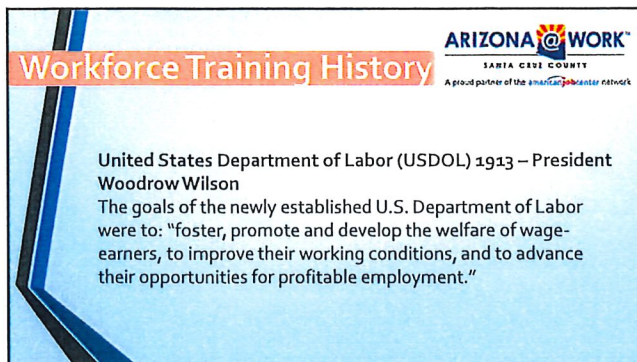 Workforce Training History
ARIZONA@WORK™
SANTA CRUZ COUNTY
A proud partner of the americanjobcenter network
United States Department of Labor (USDOL) 1913 – President
Woodrow Wilson
The goals of the newly established U.S. Department of Labor
were to: “foster, promote and develop the welfare of wage-
earners, to improve their working conditions, and to advance
their opportunities for profitable employment.”